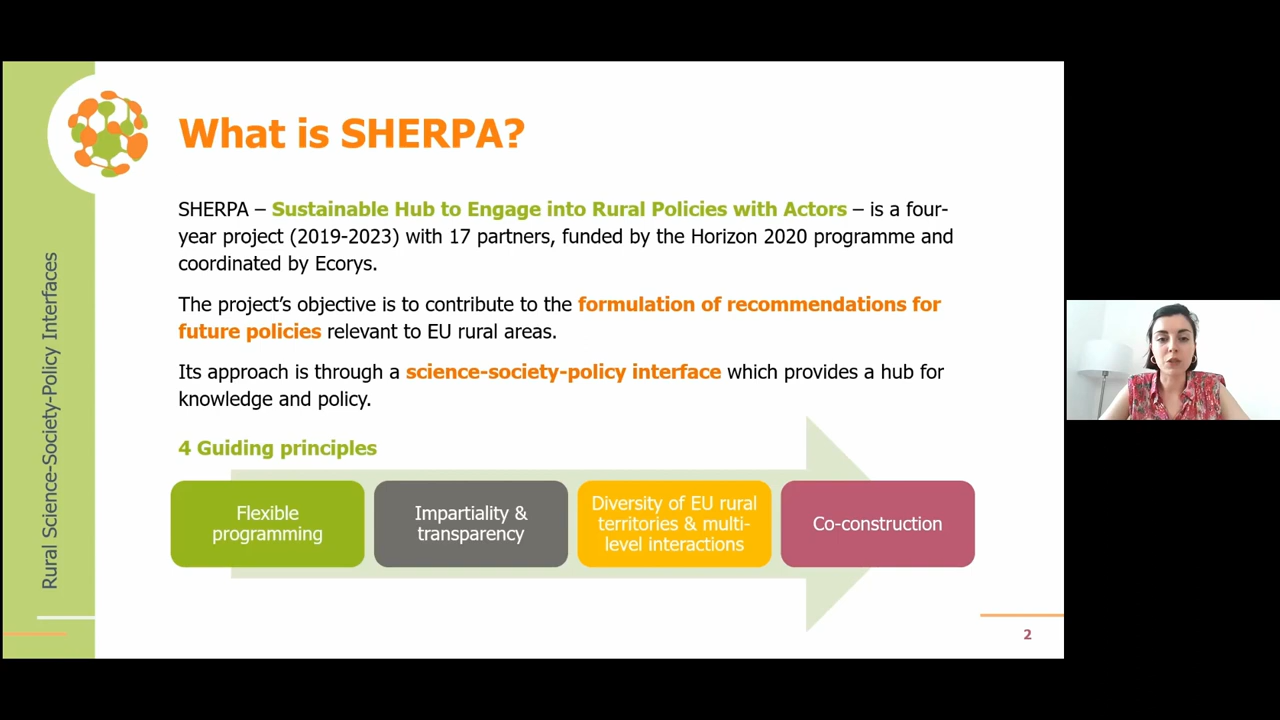 What is SHERPA?
SHERPA – Sustainable Hub to Engage into Rural Policies with Actors – is a four-
year project (2019-2023) with 17 partners, funded by the Horizon 2020 programme and
coordinated by Ecorys.
The project's objective is to contribute to the formulation of recommendations for
future policies relevant to EU rural areas.
Its approach is through a science-society-policy interface which provides a hub for
knowledge and policy.
4 Guiding principles
Flexible
programming
Impartiality &
transparency
Diversity of EU rural
territories & multi-
level interactions
Co-construction
Rural Science-Society-Policy Interfaces
2